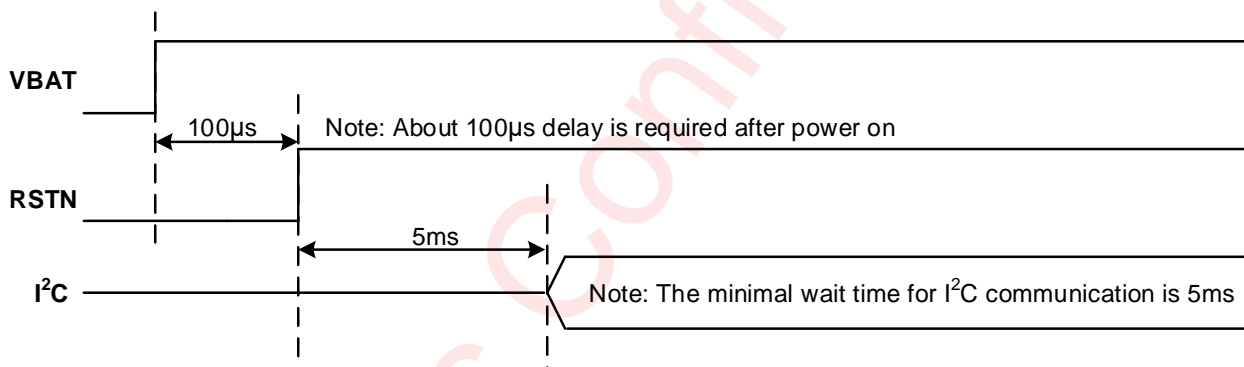 VBAT
100µs
Note: About 100µs delay is required after power on
RSTN
5ms
I²C
Note: The minimal wait time for I²C communication is 5ms